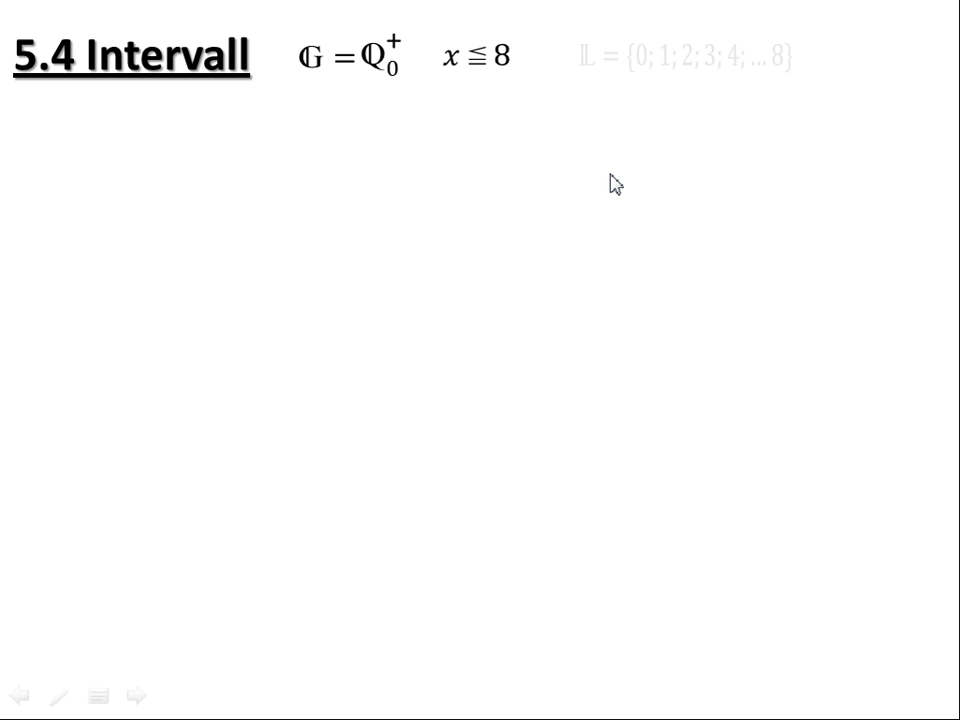 5.4 Intervall 𝔾 = ℚ₀⁺ x ≦ 8 𝕃 = {0; 1; 2; 3; 4; ... 8}